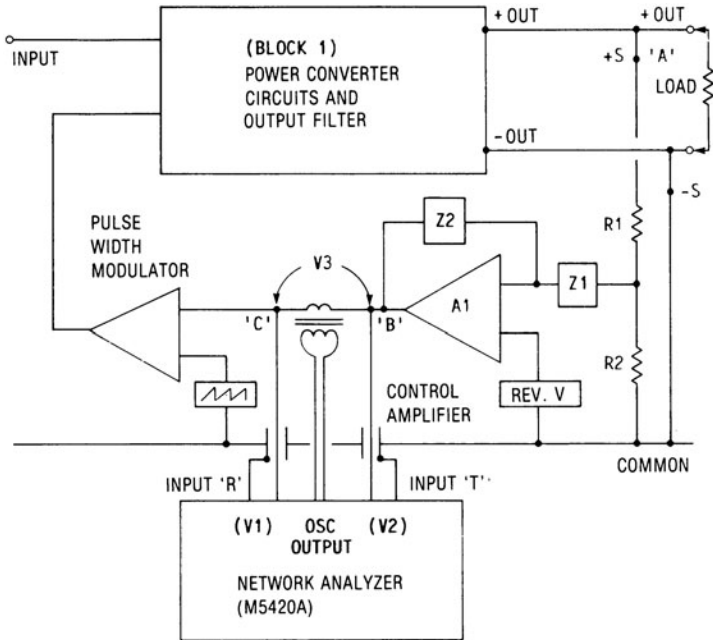 INPUT
(BLOCK 1)
POWER CONVERTER
CIRCUITS AND
OUTPUT FILTER
+OUT
+OUT
+S
'A'
LOAD
-OUT
-S
PULSE
WIDTH
MODULATOR
V3
Z2
Z1
R1
'C'
'B'
A1
R2
CONTROL
AMPLIFIER
REV. V
COMMON
INPUT 'R'
INPUT 'T'
(V1)
OSC
OUTPUT
(V2)
NETWORK ANALYZER
(M5420A)